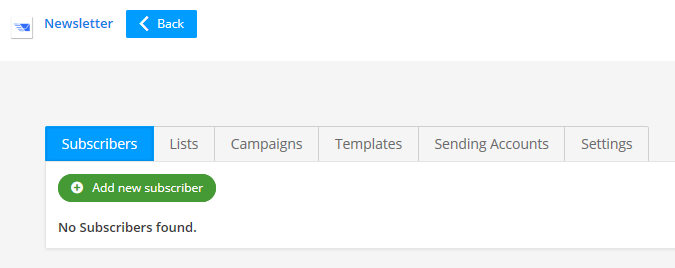 Newsletter Back
Subscribers Lists Campaigns Templates Sending Accounts Settings
Add new subscriber
No Subscribers found.